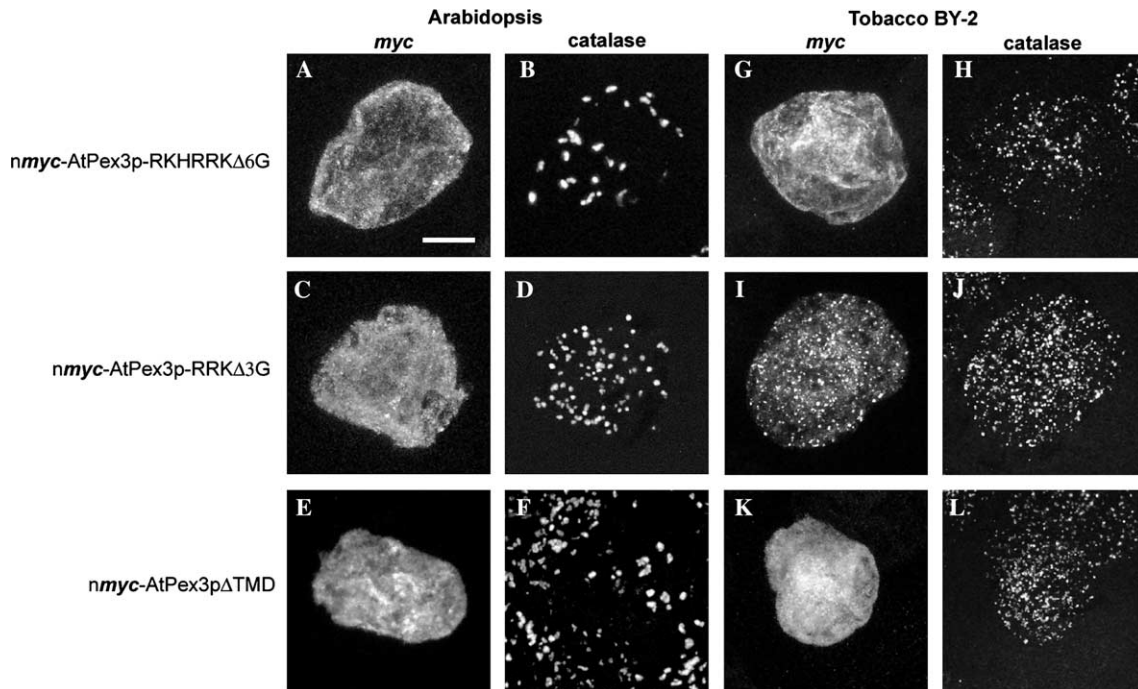 Arabidopsis Tobacco BY-2
myc catalase myc catalase
nmyc-AtPex3p-RKHRRKΔ6G A B G H
nmyc-AtPex3p-RRKΔ3G C D I J
nmyc-AtPex3pΔTMD E F K L